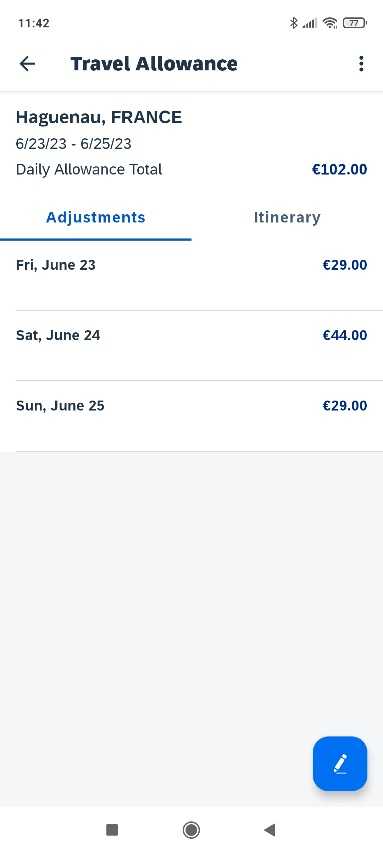 11:42
77
Travel Allowance
Haguenau, FRANCE
6/23/23 - 6/25/23
Daily Allowance Total €102.00
Adjustments Itinerary
Fri, June 23 €29.00
Sat, June 24 €44.00
Sun, June 25 €29.00